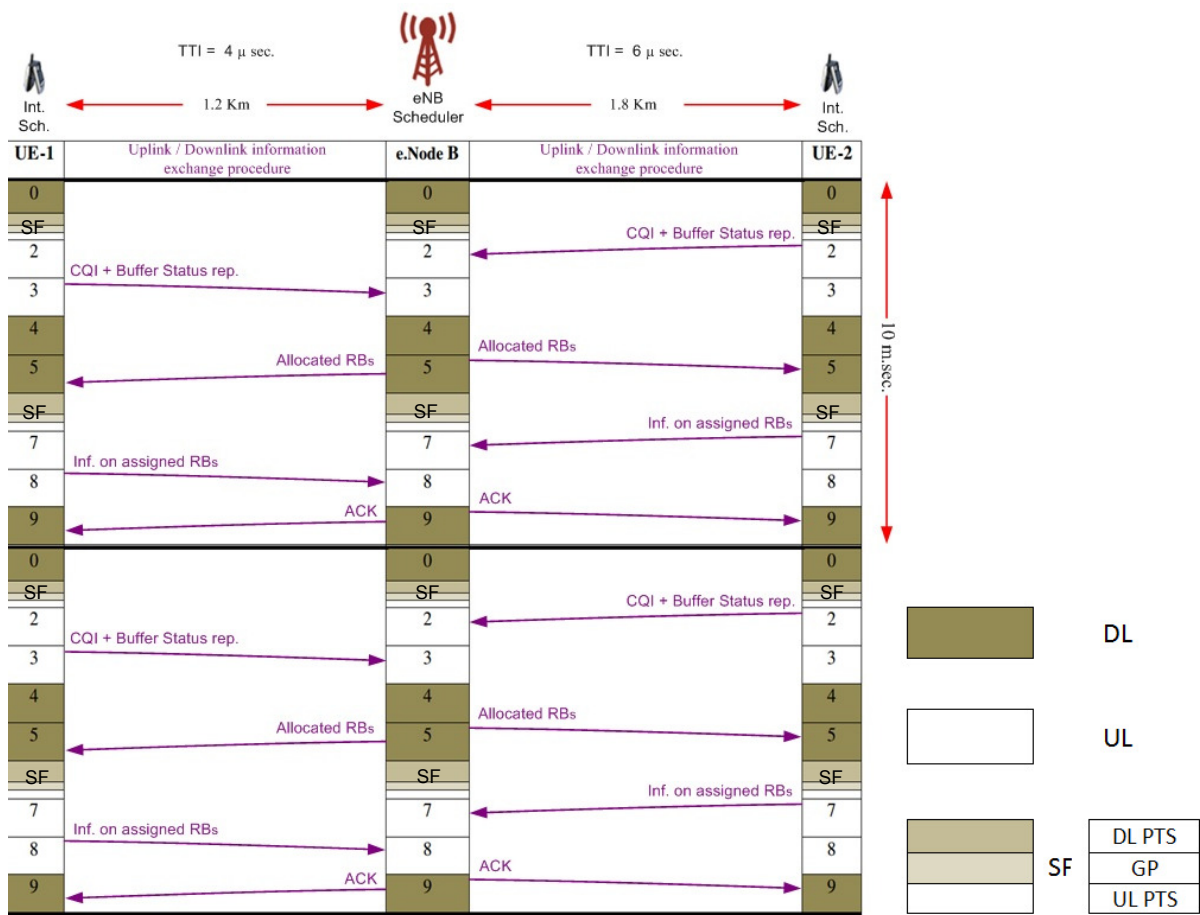 TTI = 4 μ sec.
TTI = 6 μ sec.
1.2 Km
1.8 Km
Int.
Sch.
eNB
Scheduler
Int.
Sch.
UE-1
Uplink / Downlink information
exchange procedure
e.Node B
Uplink / Downlink information
exchange procedure
UE-2
0 0 0
SF SF SF
CQI + Buffer Status rep.
2 2 2
CQI + Buffer Status rep.
3 3 3
4 4 4
Allocated RBs Allocated RBs
5 5 5
SF SF SF
Inf. on assigned RBs
7 7 7
Inf. on assigned RBs
8 8 8
ACK ACK
9 9 9
10 m.sec.
0 0 0
SF SF SF
CQI + Buffer Status rep.
2 2 2
CQI + Buffer Status rep.
3 3 3
4 4 4
Allocated RBs Allocated RBs
5 5 5
SF SF SF
Inf. on assigned RBs
7 7 7
Inf. on assigned RBs
8 8 8
ACK ACK
9 9 9
DL
UL
SF
DL PTS
GP
UL PTS